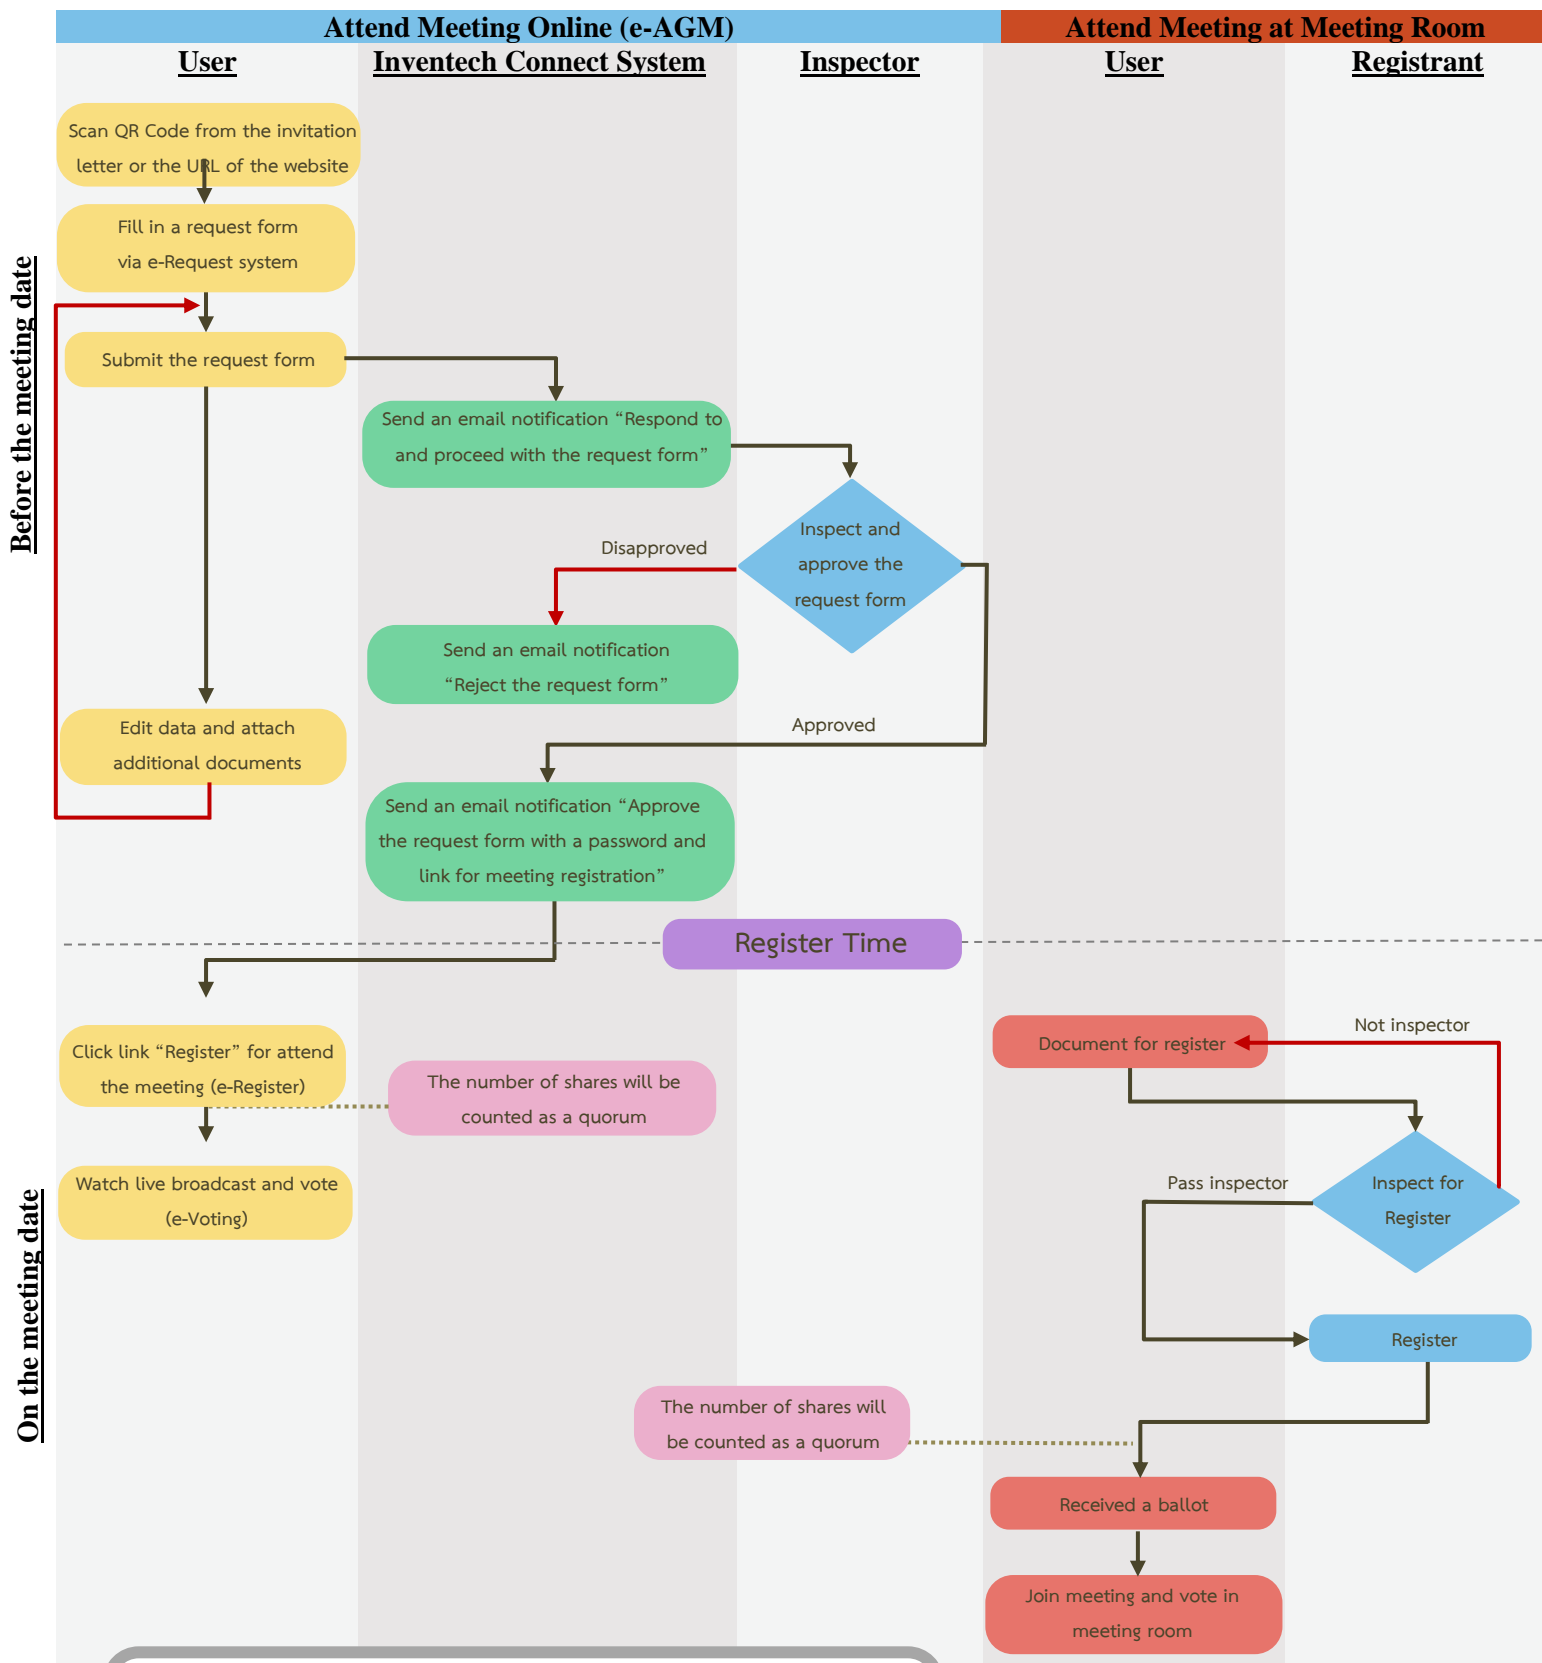 Attend Meeting Online (e-AGM)
Attend Meeting at Meeting Room
User
Inventech Connect System
Inspector
User
Registrant
Before the meeting date
Scan QR Code from the invitation
letter or the URL of the website
Fill in a request form
via e-Request system
Submit the request form
Send an email notification “Respond to
and proceed with the request form”
Inspect and
approve the
request form
Disapproved
Send an email notification
“Reject the request form”
Approved
Edit data and attach
additional documents
Send an email notification “Approve
the request form with a password and
link for meeting registration”
Register Time
On the meeting date
Click link “Register” for attend
the meeting (e-Register)
The number of shares will be
counted as a quorum
Watch live broadcast and vote
(e-Voting)
Document for register
Not inspector
Pass inspector
Inspect for
Register
Register
The number of shares will
be counted as a quorum
Received a ballot
Join meeting and vote in
meeting room